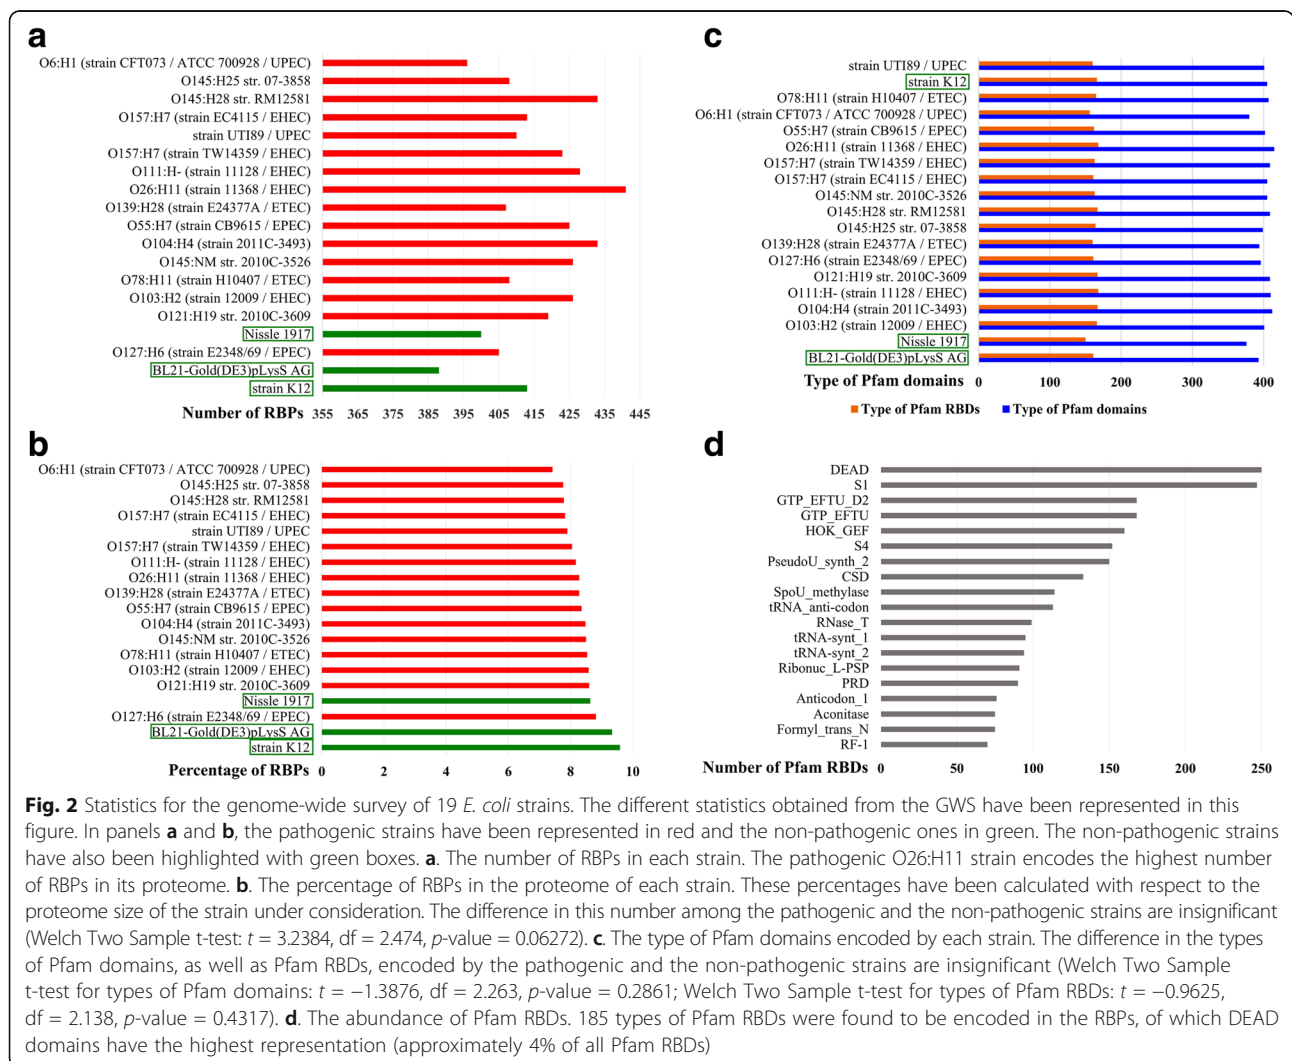 a
O6:H1 (strain CFT073 / ATCC 700928 / UPEC)
O145:H25 str. 07-3858
O145:H28 str. RM12581
O157:H7 (strain EC4115 / EHEC)
strain UTI89 / UPEC
O157:H7 (strain TW14359 / EHEC)
O111:H- (strain 11128 / EHEC)
O26:H11 (strain 11368 / EHEC)
O139:H28 (strain E24377A / ETEC)
O55:H7 (strain CB9615 / EPEC)
O104:H4 (strain 2011C-3493)
O145:NM str. 2010C-3526
O78:H11 (strain H10407 / ETEC)
O103:H2 (strain 12009 / EHEC)
O121:H19 str. 2010C-3609
Nissle 1917
O127:H6 (strain E2348/69 / EPEC)
BL21-Gold(DE3)pLysS AG
strain K12
Number of RBPs 355 365 375 385 395 405 415 425 435 445
b
O6:H1 (strain CFT073 / ATCC 700928 / UPEC)
O145:H25 str. 07-3858
O145:H28 str. RM12581
O157:H7 (strain EC4115 / EHEC)
strain UTI89 / UPEC
O157:H7 (strain TW14359 / EHEC)
O111:H- (strain 11128 / EHEC)
O26:H11 (strain 11368 / EHEC)
O139:H28 (strain E24377A / ETEC)
O55:H7 (strain CB9615 / EPEC)
O104:H4 (strain 2011C-3493)
O145:NM str. 2010C-3526
O78:H11 (strain H10407 / ETEC)
O103:H2 (strain 12009 / EHEC)
O121:H19 str. 2010C-3609
Nissle 1917
O127:H6 (strain E2348/69 / EPEC)
BL21-Gold(DE3)pLysS AG
strain K12
Percentage of RBPs 0 2 4 6 8 10
c
strain UTI89 / UPEC
strain K12
O78:H11 (strain H10407 / ETEC)
O6:H1 (strain CFT073 / ATCC 700928 / UPEC)
O55:H7 (strain CB9615 / EPEC)
O26:H11 (strain 11368 / EHEC)
O157:H7 (strain TW14359 / EHEC)
O157:H7 (strain EC4115 / EHEC)
O145:NM str. 2010C-3526
O145:H28 str. RM12581
O145:H25 str. 07-3858
O139:H28 (strain E24377A / ETEC)
O127:H6 (strain E2348/69 / EPEC)
O121:H19 str. 2010C-3609
O111:H- (strain 11128 / EHEC)
O104:H4 (strain 2011C-3493)
O103:H2 (strain 12009 / EHEC)
Nissle 1917
BL21-Gold(DE3)pLysS AG
Type of Pfam domains 0 100 200 300 400
Type of Pfam RBDs Type of Pfam domains
d
DEAD
S1
GTP_EFTU_D2
GTP_EFTU
HOK_GEF
S4
PseudoU_synth_2
CSD
SpoU_methylase
tRNA_anti-codon
RNase_T
tRNA-synt_1
tRNA-synt_2
Ribonuc_L-PSP
PRD
Anticodon_1
Aconitase
Formyl_trans_N
RF-1
Number of Pfam RBDs 0 50 100 150 200 250
Fig. 2 Statistics for the genome-wide survey of 19 E. coli strains. The different statistics obtained from the GWS have been represented in this
figure. In panels a and b, the pathogenic strains have been represented in red and the non-pathogenic ones in green. The non-pathogenic strains
have also been highlighted with green boxes. a. The number of RBPs in each strain. The pathogenic O26:H11 strain encodes the highest number
of RBPs in its proteome. b. The percentage of RBPs in the proteome of each strain. These percentages have been calculated with respect to the
proteome size of the strain under consideration. The difference in this number among the pathogenic and the non-pathogenic strains are insignificant
(Welch Two Sample t-test: t = 3.2384, df = 2.474, p-value = 0.06272). c. The type of Pfam domains encoded by each strain. The difference in the types
of Pfam domains, as well as Pfam RBDs, encoded by the pathogenic and the non-pathogenic strains are insignificant (Welch Two Sample
t-test for types of Pfam domains: t = −1.3876, df = 2.263, p-value = 0.2861; Welch Two Sample t-test for types of Pfam RBDs: t = −0.9625,
df = 2.138, p-value = 0.4317). d. The abundance of Pfam RBDs. 185 types of Pfam RBDs were found to be encoded in the RBPs, of which DEAD
domains have the highest representation (approximately 4% of all Pfam RBDs)